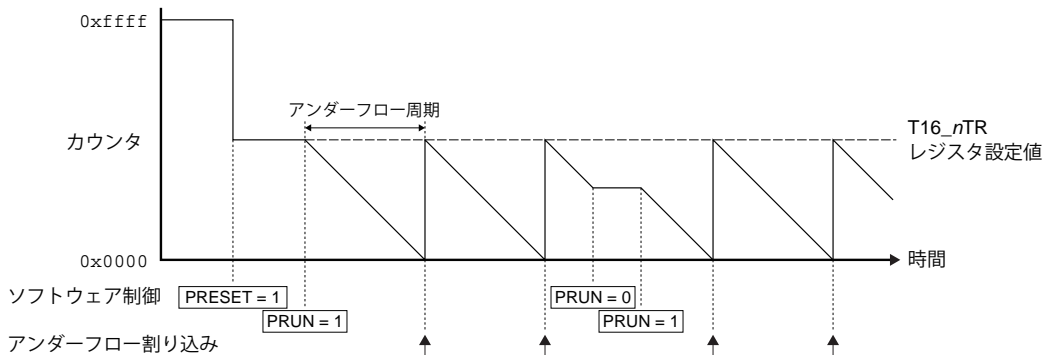 0xffff
アンダーフロー周期
カウンタ
T16_nTR
レジスタ設定値
0x0000
時間
ソフトウェア制御 PRESET = 1 PRUN = 0
PRUN = 1 PRUN = 1
アンダーフロー割り込み